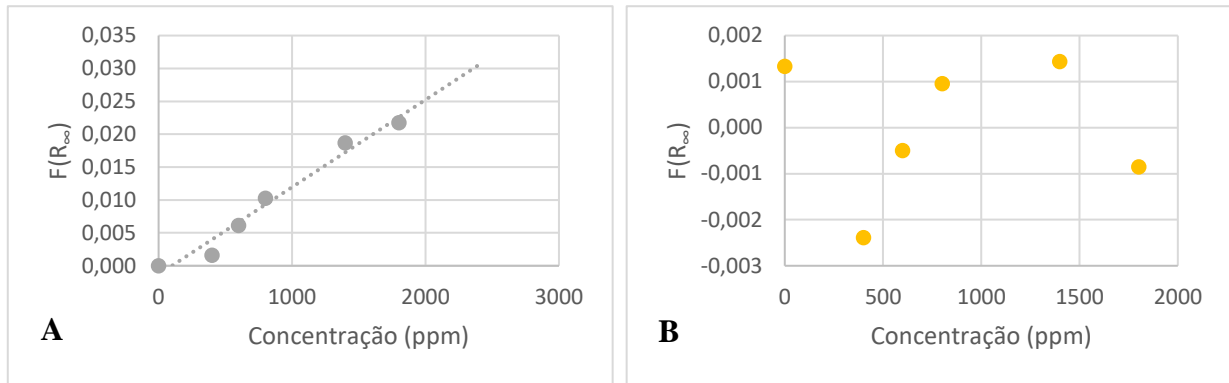 F(R∞)
0,035
0,030
0,025
0,020
0,015
0,010
0,005
0,000
0 1000 2000 3000
Concentração (ppm)
A
F(R∞)
0,002
0,001
0,000
-0,001
-0,002
-0,003
0 500 1000 1500 2000
Concentração (ppm)
B